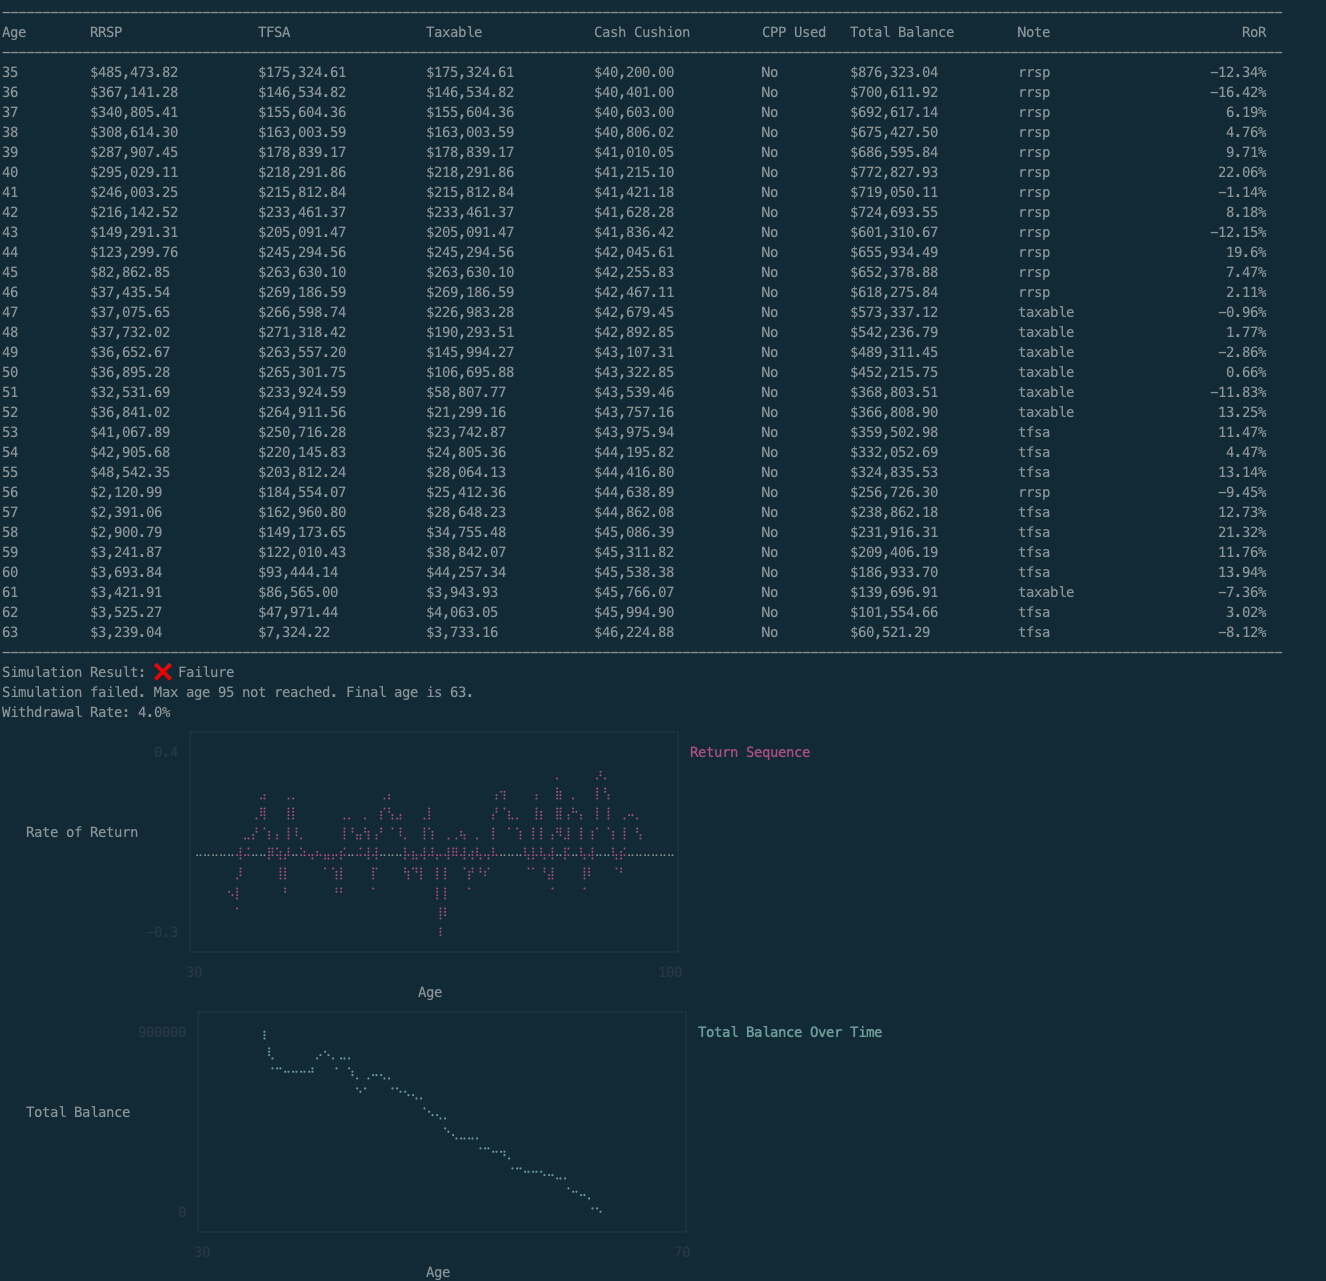 Age RRSP TFSA Taxable Cash Cushion CPP Used Total Balance Note RoR
35 $485,473.82 $175,324.61 $175,324.61 $40,200.00 No $876,323.04 rrsp -12.34%
36 $367,141.28 $146,534.82 $146,534.82 $40,401.00 No $700,611.92 rrsp -16.42%
37 $340,805.41 $155,604.36 $155,604.36 $40,603.00 No $692,617.14 rrsp 6.19%
38 $308,614.30 $163,003.59 $163,003.59 $40,806.02 No $675,427.50 rrsp 4.76%
39 $287,907.45 $178,839.17 $178,839.17 $41,010.05 No $686,595.84 rrsp 9.71%
40 $295,029.11 $218,291.86 $218,291.86 $41,215.10 No $772,827.93 rrsp 22.06%
41 $246,003.25 $215,812.84 $215,812.84 $41,421.18 No $719,050.11 rrsp -1.14%
42 $216,142.52 $233,461.37 $233,461.37 $41,628.28 No $724,693.55 rrsp 8.18%
43 $149,291.31 $205,091.47 $205,091.47 $41,836.42 No $601,310.67 rrsp -12.15%
44 $123,299.76 $245,294.56 $245,294.56 $42,045.61 No $655,934.49 rrsp 19.6%
45 $82,862.85 $263,630.10 $263,630.10 $42,255.83 No $652,378.88 rrsp 7.47%
46 $37,435.54 $269,186.59 $269,186.59 $42,467.11 No $618,275.84 rrsp 2.11%
47 $37,075.65 $266,598.74 $226,983.28 $42,679.45 No $573,337.12 taxable -0.96%
48 $37,732.02 $271,318.42 $190,293.51 $42,892.85 No $542,236.79 taxable 1.77%
49 $36,652.67 $263,557.20 $145,994.27 $43,107.31 No $489,311.45 taxable -2.86%
50 $36,895.28 $265,301.75 $106,695.88 $43,322.85 No $452,215.75 taxable 0.66%
51 $32,531.69 $233,924.59 $58,807.77 $43,539.46 No $368,803.51 taxable -11.83%
52 $36,841.02 $264,911.56 $21,299.16 $43,757.16 No $366,808.90 taxable 13.25%
53 $41,067.89 $250,716.28 $23,742.87 $43,975.94 No $359,502.98 tfsa 11.47%
54 $42,905.68 $220,145.83 $24,805.36 $44,195.82 No $332,052.69 tfsa 4.47%
55 $48,542.35 $203,812.24 $28,064.13 $44,416.80 No $324,835.53 tfsa 13.14%
56 $2,120.99 $184,554.07 $25,412.36 $44,638.89 No $256,726.30 rrsp -9.45%
57 $2,391.06 $162,960.80 $28,648.23 $44,862.08 No $238,862.18 tfsa 12.73%
58 $2,900.79 $149,173.65 $34,755.48 $45,086.39 No $231,916.31 tfsa 21.32%
59 $3,241.87 $122,010.43 $38,842.07 $45,311.82 No $209,406.19 tfsa 11.76%
60 $3,693.84 $93,444.14 $44,257.34 $45,538.38 No $186,933.70 tfsa 13.94%
61 $3,421.91 $86,565.00 $3,943.93 $45,766.07 No $139,696.91 taxable -7.36%
62 $3,525.27 $47,971.44 $4,063.05 $45,994.90 No $101,554.66 tfsa 3.02%
63 $3,239.04 $7,324.22 $3,733.16 $46,224.88 No $60,521.29 tfsa -8.12%
Simulation Result: ❌ Failure
Simulation failed. Max age 95 not reached. Final age is 63.
Withdrawal Rate: 4.0%
0.4 Return Sequence
Rate of Return
-0.3
30 100
Age
900000 Total Balance Over Time
Total Balance
0
30 70
Age